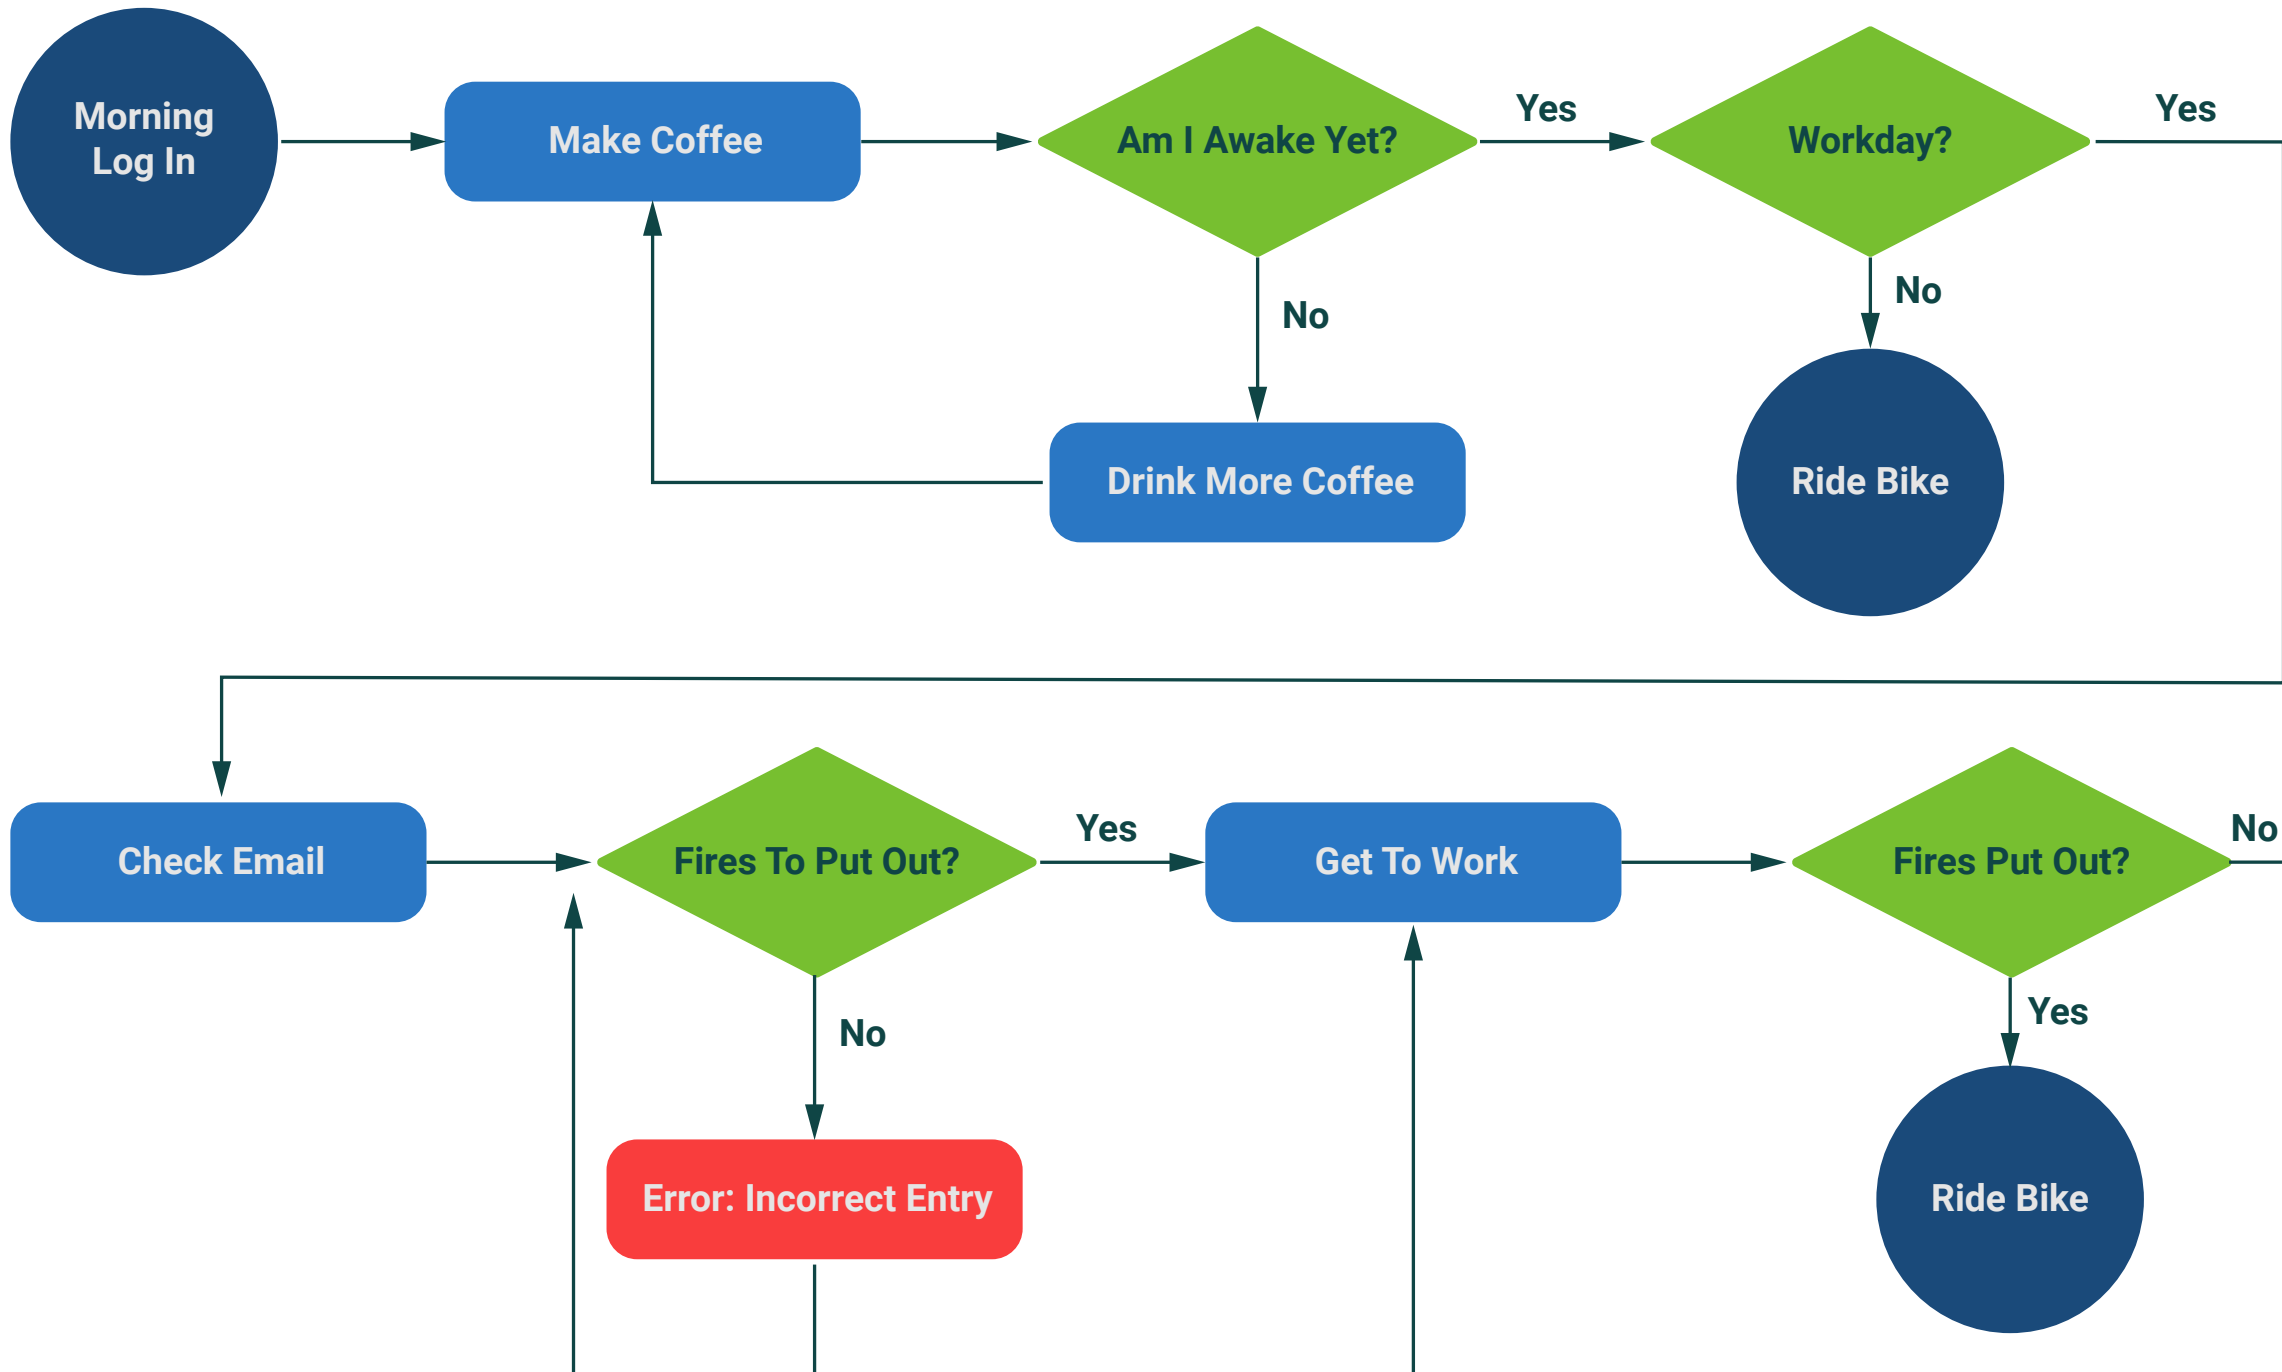 Morning
Log In
Make Coffee
Am I Awake Yet?
Yes
Workday?
Yes
No
No
Drink More Coffee
Ride Bike
Check Email
Fires To Put Out?
Yes
Get To Work
Fires Put Out?
No
No
Yes
Error: Incorrect Entry
Ride Bike